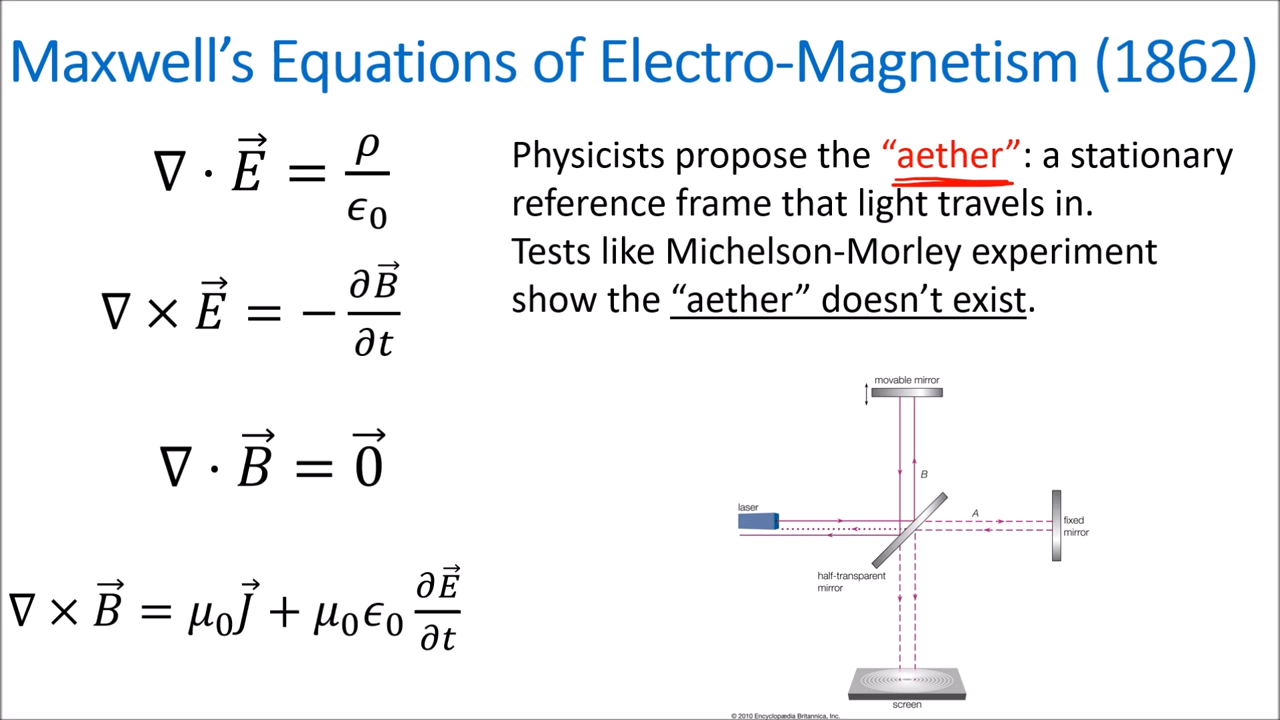 Maxwell’s Equations of Electro-Magnetism (1862)
∇ · E⃗ = ρ/ϵ₀
∇ × E⃗ = −∂B⃗/∂t
∇ · B⃗ = 0⃗
∇ × B⃗ = μ₀J⃗ + μ₀ϵ₀ ∂E⃗/∂t
Physicists propose the “aether”: a stationary
reference frame that light travels in.
Tests like Michelson-Morley experiment
show the “aether” doesn’t exist.
movable mirror
B
laser
A
fixed
mirror
half-transparent
mirror
screen
© 2010 Encyclopædia Britannica, Inc.